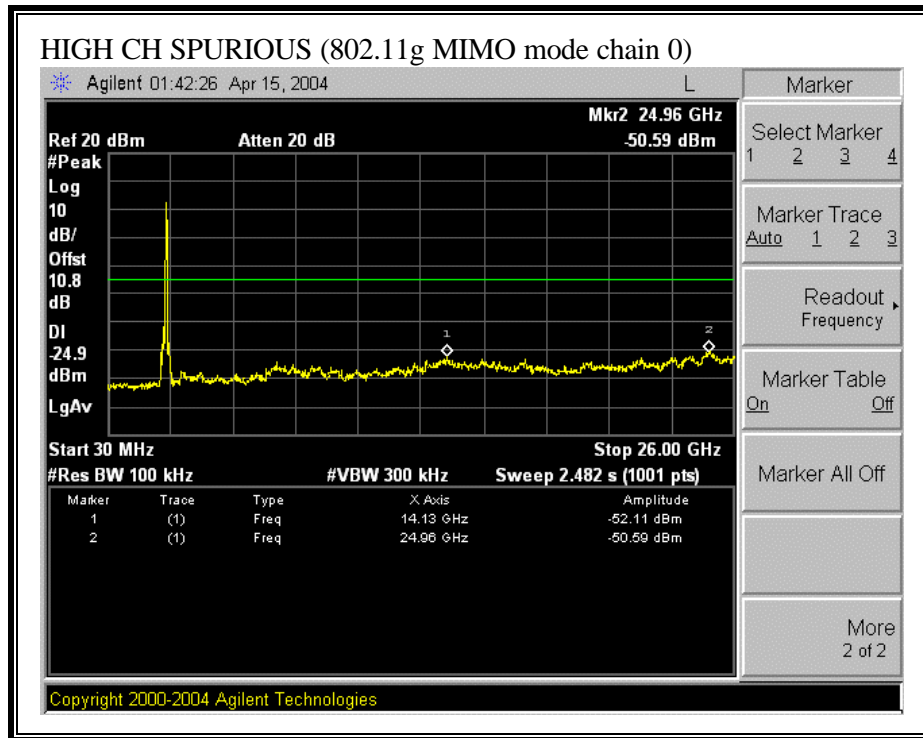 HIGH CH SPURIOUS (802.11g MIMO mode chain 0)
Agilent 01:42:26 Apr 15, 2004 L
Mkr2 24.96 GHz
Ref 20 dBm Atten 20 dB -50.59 dBm
#Peak
Log
10
dB/
Offst
10.8
dB
DI
-24.9
dBm
LgAv
1
2
Start 30 MHz Stop 26.00 GHz
#Res BW 100 kHz #VBW 300 kHz Sweep 2.482 s (1001 pts)
Marker Trace Type X Axis Amplitude
1 (1) Freq 14.13 GHz -52.11 dBm
2 (1) Freq 24.96 GHz -50.59 dBm
Marker
Select Marker
1 2 3 4
Marker Trace
Auto 1 2 3
Readout
Frequency
Marker Table
On Off
Marker All Off
More
2 of 2
Copyright 2000-2004 Agilent Technologies